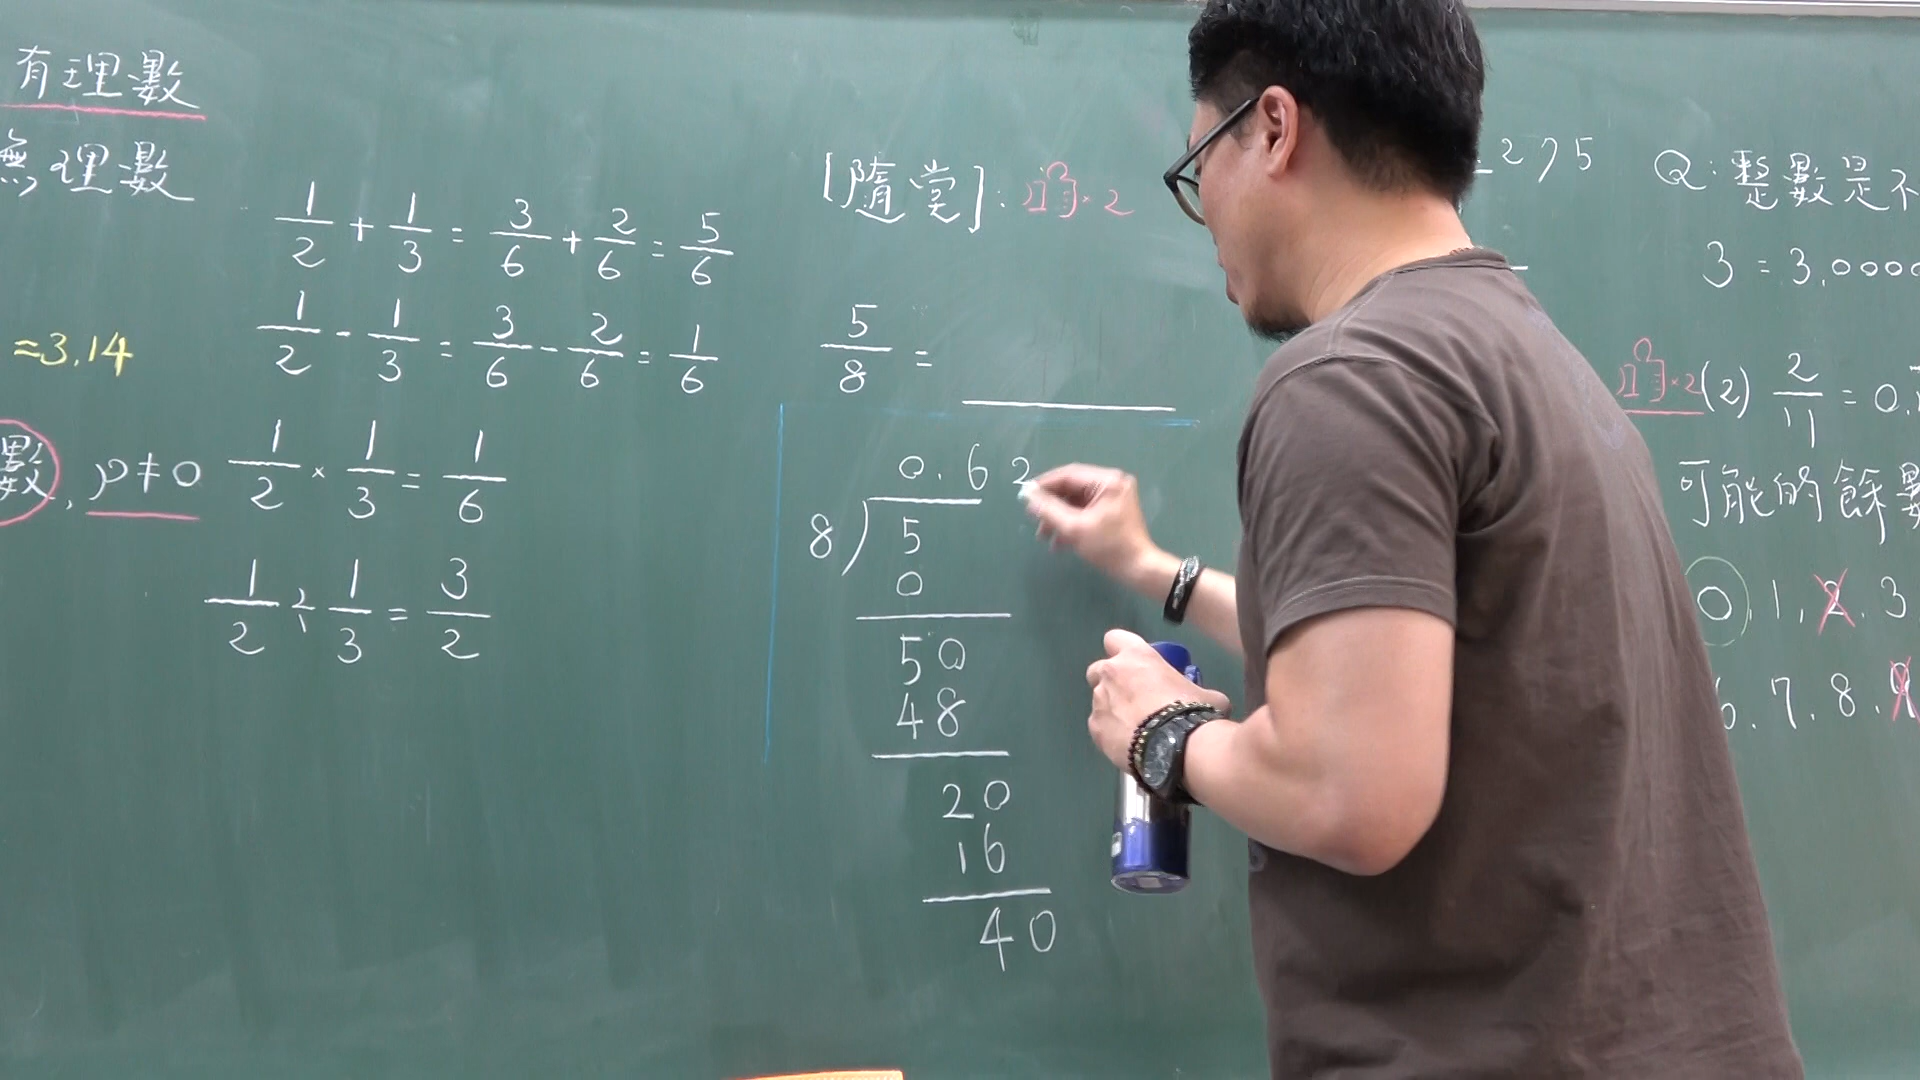 有理數
無理數
≈3.14
數, p≠0
1/2 + 1/3 = 3/6 + 2/6 = 5/6
1/2 - 1/3 = 3/6 - 2/6 = 1/6
1/2 × 1/3 = 1/6
1/2 ÷ 1/3 = 3/2
[隨堂]:
×2
5/8 =
0.62
8)5
0
50
48
20
16
40
275
Q: 整數是不
3 = 3.0000
×2 (2) 2/11 = 0.
可能的餘數
0, 1, 2, 3
6, 7, 8, 9